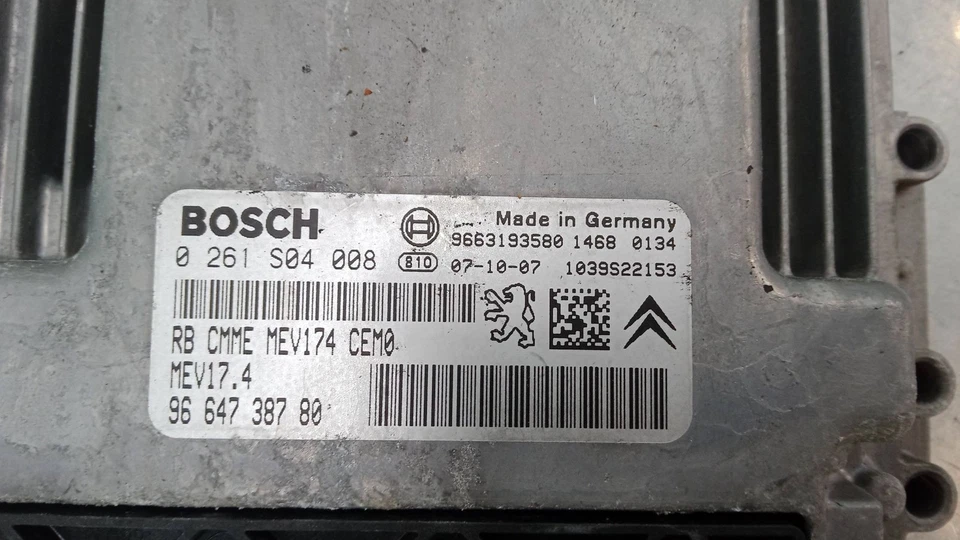 BOSCH
Made in Germany
9663193580 1468 0134
0 261 S04 008 810 07-10-07 1039S22153
RB CMME MEV174 CEM0
MEV17.4
96 647 387 80